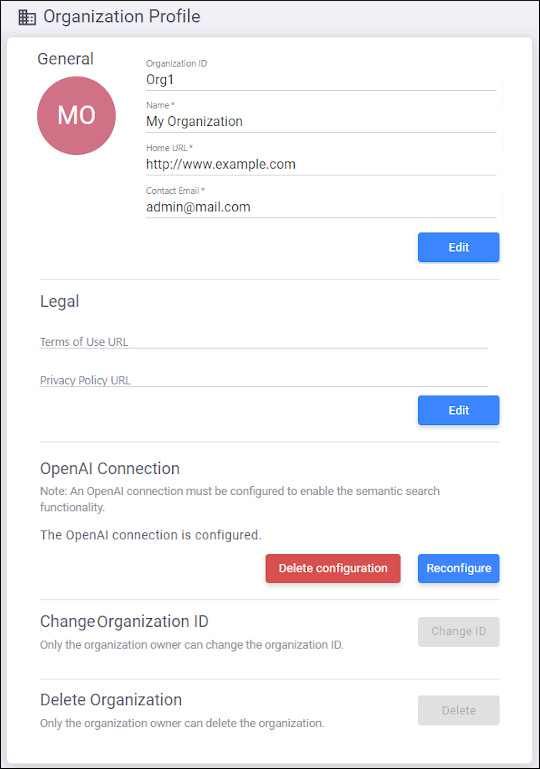 Organization Profile
General
MO
Organization ID
Org1
Name *
My Organization
Home URL *
http://www.example.com
Contact Email *
admin@mail.com
Edit
Legal
Terms of Use URL
Privacy Policy URL
Edit
OpenAI Connection
Note: An OpenAI connection must be configured to enable the semantic search
functionality.
The OpenAI connection is configured.
Delete configuration
Reconfigure
Change Organization ID
Only the organization owner can change the organization ID.
Change ID
Delete Organization
Only the organization owner can delete the organization.
Delete